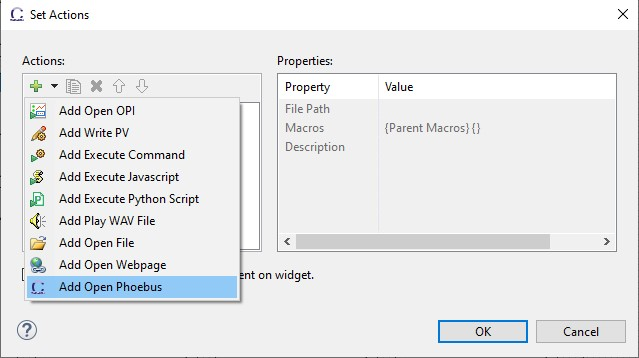 Set Actions
Actions:
Properties:
Property Value
File Path
Macros {Parent Macros} {}
Description
Add Open OPI
Add Write PV
Add Execute Command
Add Execute Javascript
Add Execute Python Script
Add Play WAV File
Add Open File
Add Open Webpage
Add Open Phoebus
on widget.
OK
Cancel